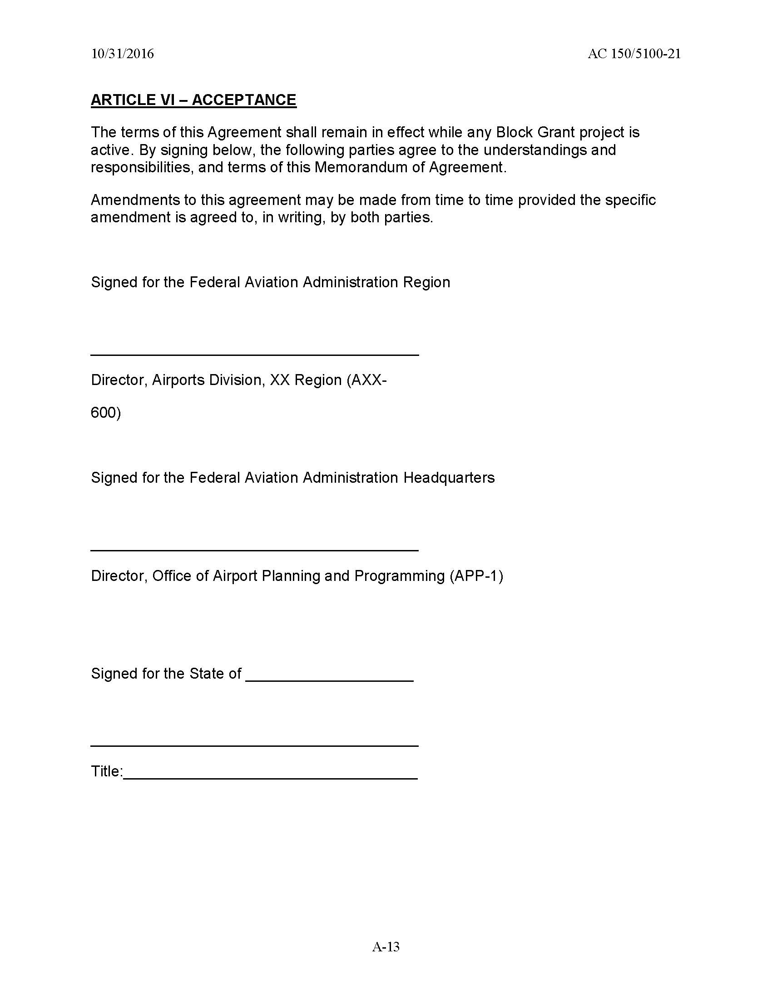 10/31/2016 AC 150/5100-21
ARTICLE VI – ACCEPTANCE
The terms of this Agreement shall remain in effect while any Block Grant project is
active. By signing below, the following parties agree to the understandings and
responsibilities, and terms of this Memorandum of Agreement.
Amendments to this agreement may be made from time to time provided the specific
amendment is agreed to, in writing, by both parties.
Signed for the Federal Aviation Administration Region
Director, Airports Division, XX Region (AXX-
600)
Signed for the Federal Aviation Administration Headquarters
Director, Office of Airport Planning and Programming (APP-1)
Signed for the State of ____________________
Title:___________________________________
A-13